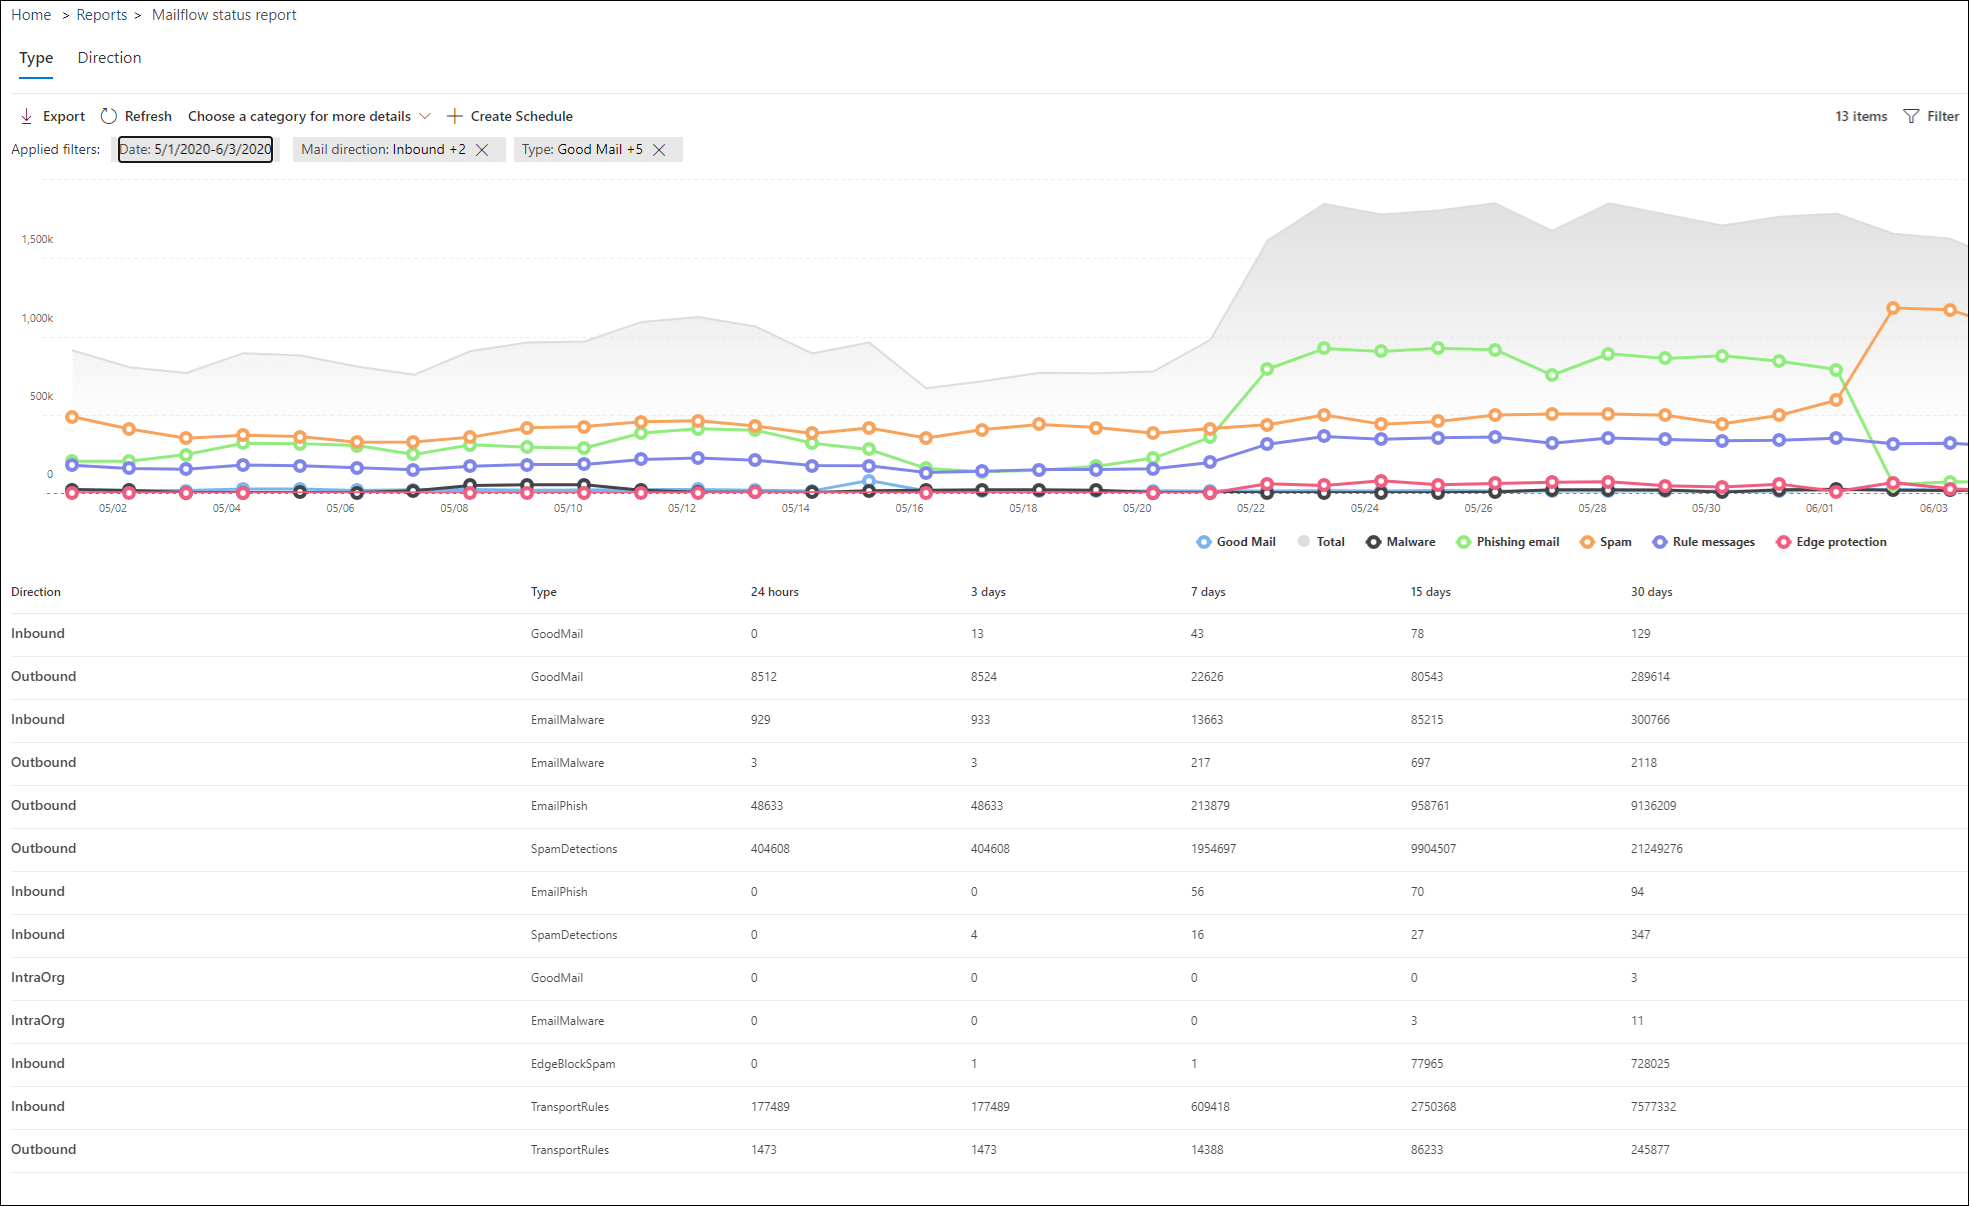 Home > Reports > Mailflow status report
Type Direction
Export Refresh Choose a category for more details Create Schedule 13 items Filter
Applied filters: Date: 5/1/2020-6/3/2020 Mail direction: Inbound +2 Type: Good Mail +5
1,500k
1,000k
500k
0
05/02 05/04 05/06 05/08 05/10 05/12 05/14 05/16 05/18 05/20 05/22 05/24 05/26 05/28 05/30 06/01 06/03
Good Mail Total Malware Phishing email Spam Rule messages Edge protection
Direction Type 24 hours 3 days 7 days 15 days 30 days
Inbound GoodMail 0 13 43 78 129
Outbound GoodMail 8512 8524 22626 80543 289614
Inbound EmailMalware 929 933 13663 85215 300766
Outbound EmailMalware 3 3 217 697 2118
Outbound EmailPhish 48633 48633 213879 958761 9136209
Outbound SpamDetections 404608 404608 1954697 9904507 21249276
Inbound EmailPhish 0 0 56 70 94
Inbound SpamDetections 0 4 16 27 347
IntraOrg GoodMail 0 0 0 0 3
IntraOrg EmailMalware 0 0 0 3 11
Inbound EdgeBlockSpam 0 1 1 77965 728025
Inbound TransportRules 177489 177489 609418 2750368 7577332
Outbound TransportRules 1473 1473 14388 86233 245877